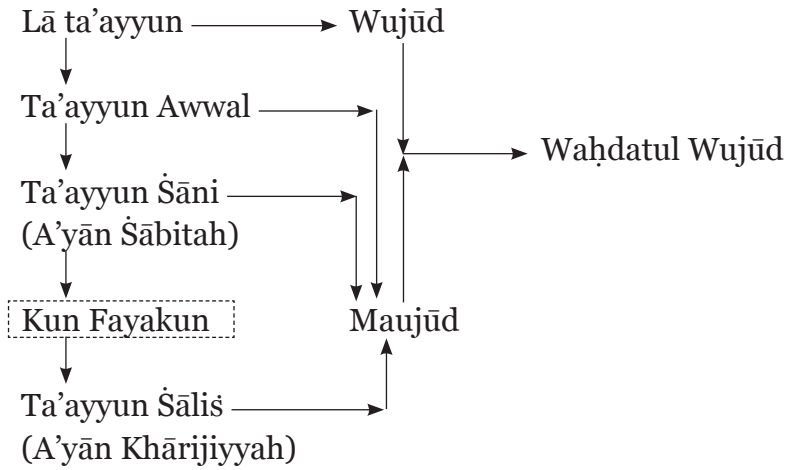 Lā ta’ayyun
Wujūd
Ta’ayyun Awwal
Waḥdatul Wujūd
Ta’ayyun Ṡāni
(A’yān Ṡābitah)
Kun Fayakun
Maujūd
Ta’ayyun Ṡāliṡ
(A’yān Khārijiyyah)